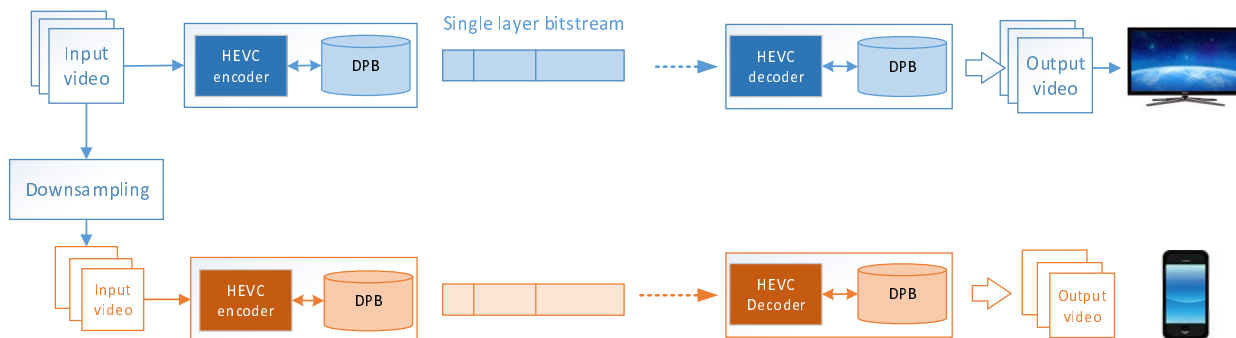 Single layer bitstream
Input
video
HEVC
encoder
DPB
HEVC
decoder
DPB
Output
video
Downsampling
Input
video
HEVC
encoder
DPB
HEVC
Decoder
DPB
Output
video